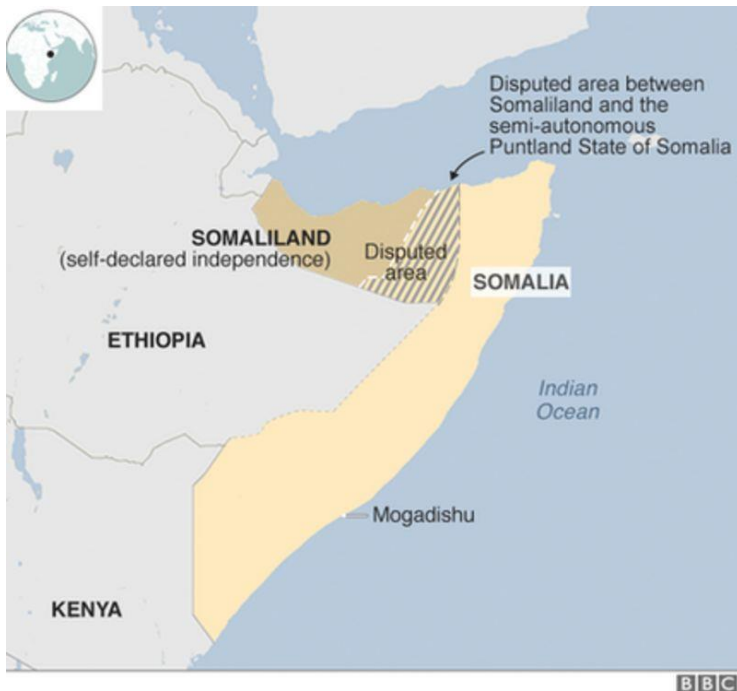 Disputed area between
Somaliland and the
semi-autonomous
Puntland State of Somalia
SOMALILAND
(self-declared independence)
Disputed
area
SOMALIA
ETHIOPIA
Indian
Ocean
Mogadishu
KENYA
BBC